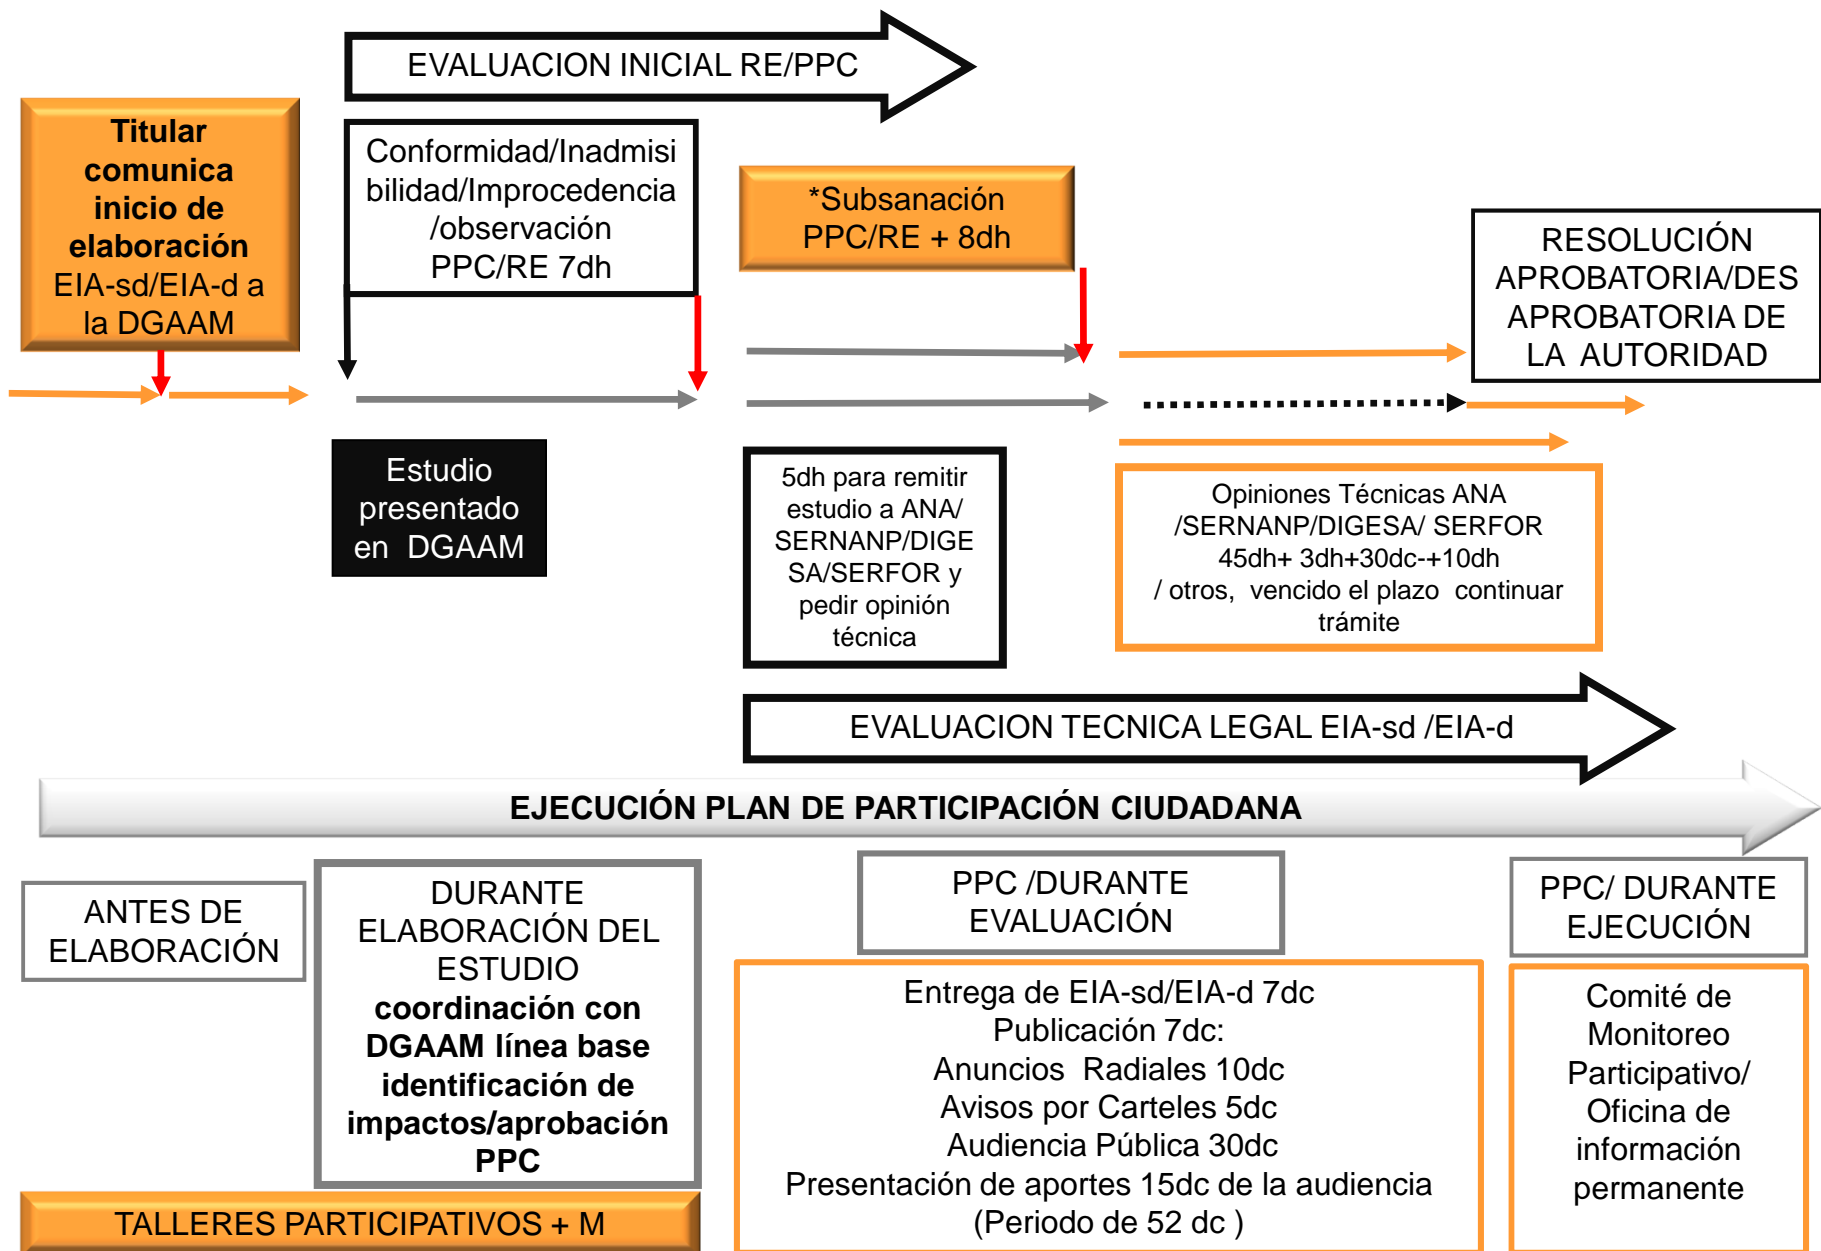 EVALUACION INICIAL RE/PPC
Titular
comunica
inicio de
elaboración
EIA-sd/EIA-d a
la DGAAM
Conformidad/Inadmisi
bilidad/Improcedencia
/observación
PPC/RE 7dh
*Subsanación
PPC/RE + 8dh
RESOLUCIÓN
APROBATORIA/DES
APROBATORIA DE
LA AUTORIDAD
Estudio
presentado
en DGAAM
5dh para remitir
estudio a ANA/
SERNANP/DIGE
SA/SERFOR y
pedir opinión
técnica
Opiniones Técnicas ANA
/SERNANP/DIGESA/ SERFOR
45dh+ 3dh+30dc-+10dh
/ otros, vencido el plazo continuar
trámite
EVALUACION TECNICA LEGAL EIA-sd /EIA-d
EJECUCIÓN PLAN DE PARTICIPACIÓN CIUDADANA
ANTES DE
ELABORACIÓN
DURANTE
ELABORACIÓN DEL
ESTUDIO
coordinación con
DGAAM línea base
identificación de
impactos/aprobación
PPC
TALLERES PARTICIPATIVOS + M
PPC /DURANTE
EVALUACIÓN
Entrega de EIA-sd/EIA-d 7dc
Publicación 7dc:
Anuncios Radiales 10dc
Avisos por Carteles 5dc
Audiencia Pública 30dc
Presentación de aportes 15dc de la audiencia
(Periodo de 52 dc )
PPC/ DURANTE
EJECUCIÓN
Comité de
Monitoreo
Participativo/
Oficina de
información
permanente